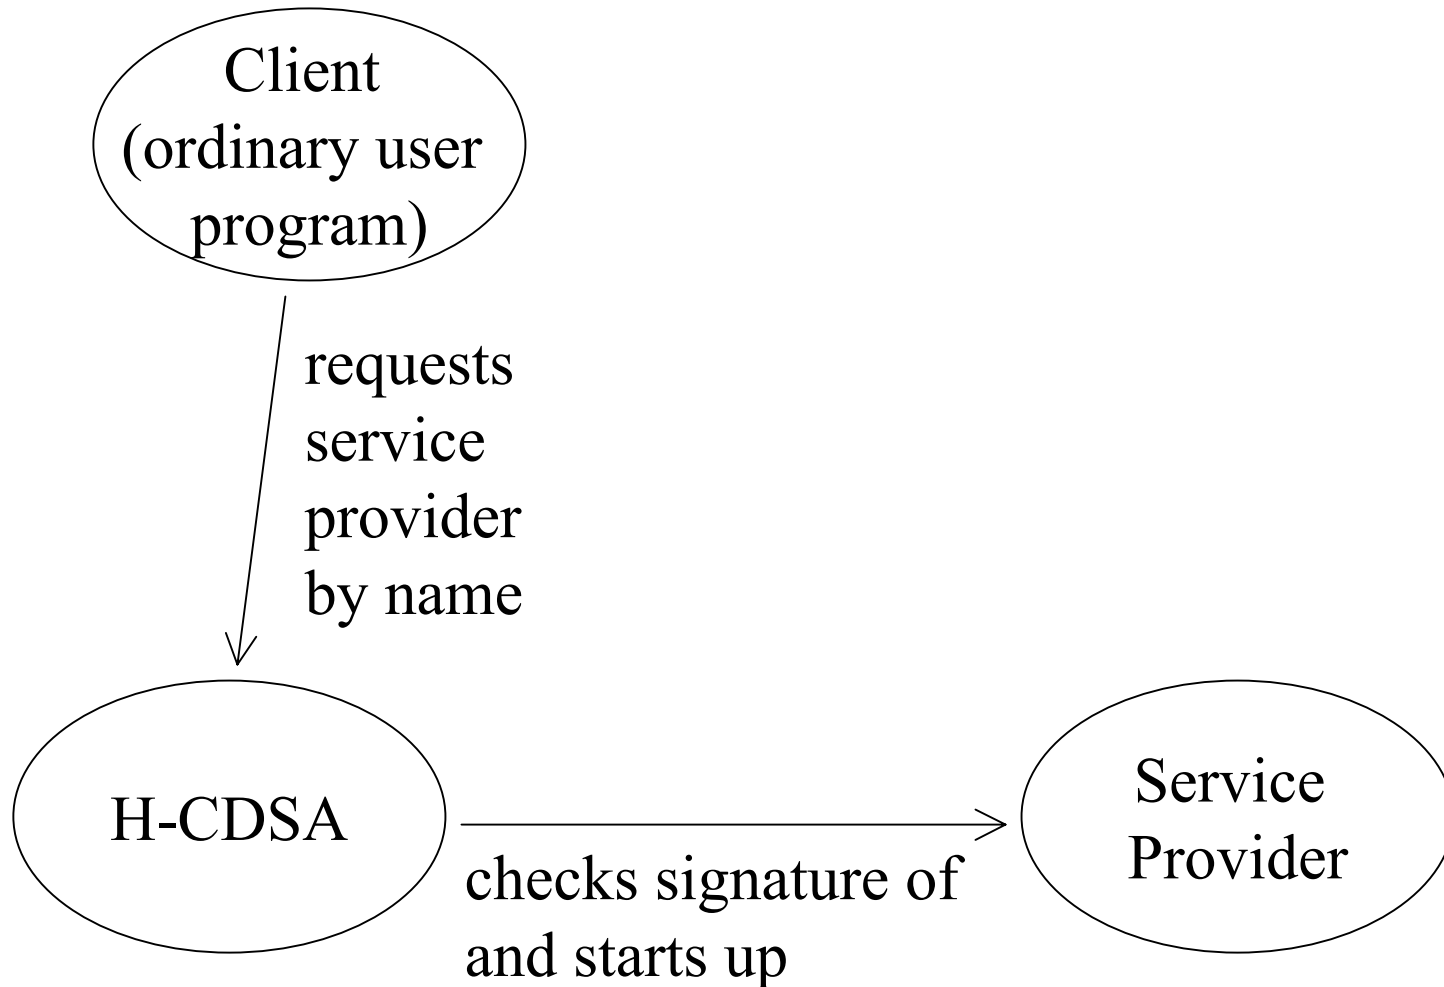 Client
(ordinary user
program)
requests
service
provider
by name
H-CDSA
checks signature of
and starts up
Service
Provider